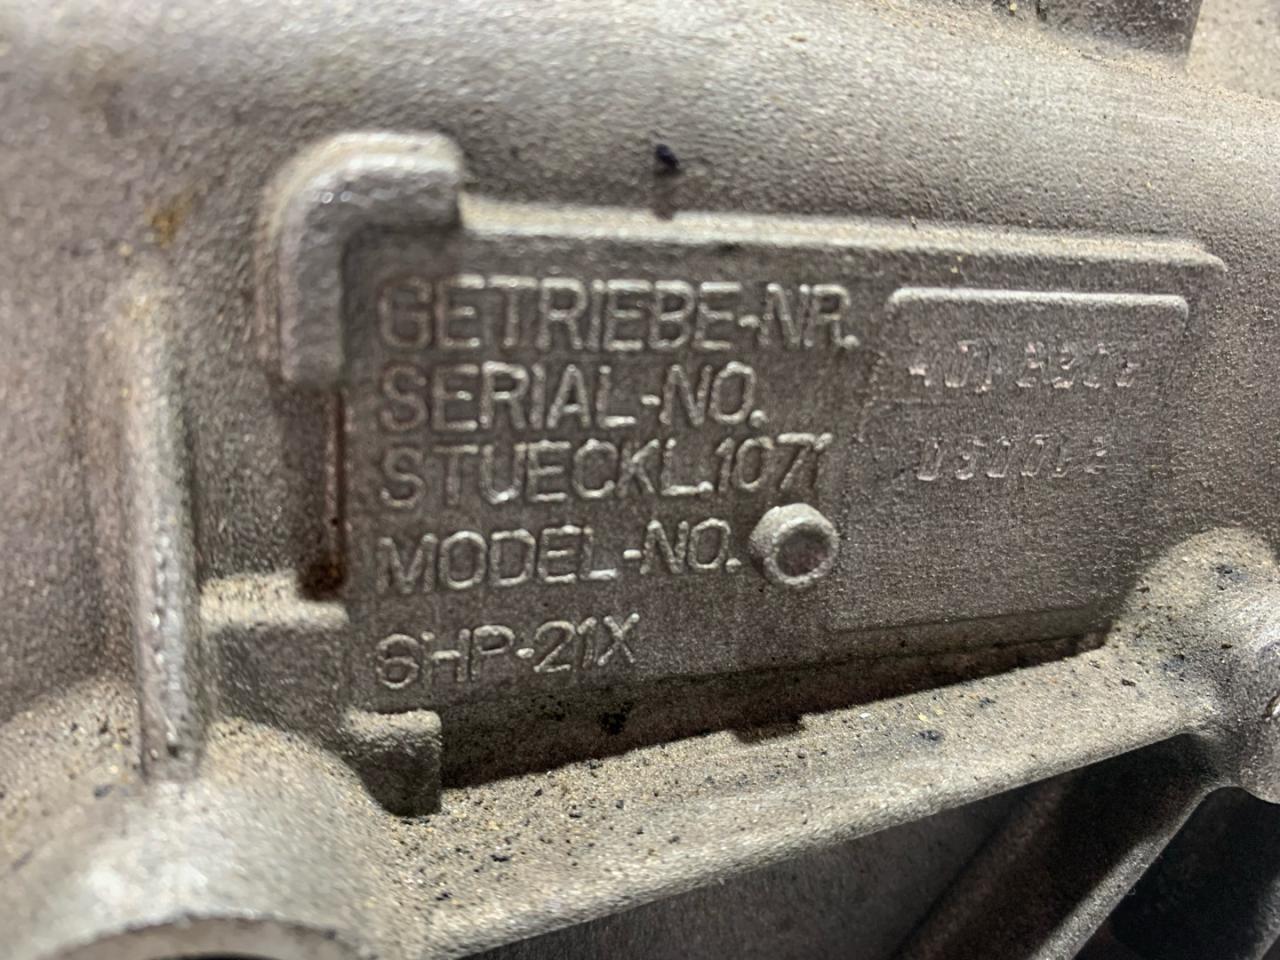 GETRIEBE-NR.
SERIAL-NO.
STUECKL.1071
MODEL-NO.
6HP-21X